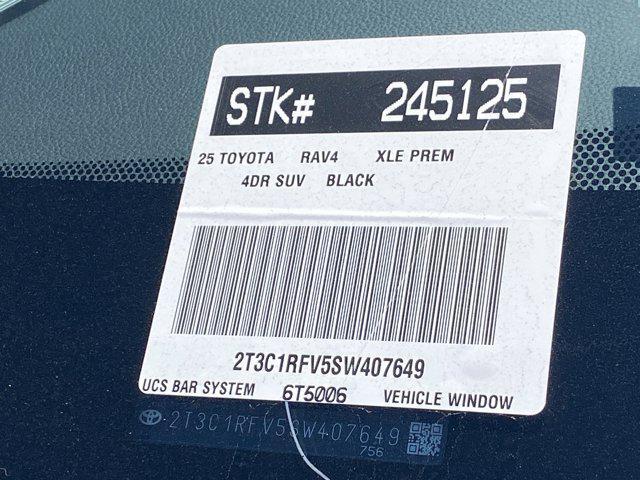 STK# 245125
25 TOYOTA RAV4 XLE PREM
4DR SUV BLACK
2T3C1RFV5SW407649
UCS BAR SYSTEM 6T5006 VEHICLE WINDOW
2T3C1RFV5SW407649
756